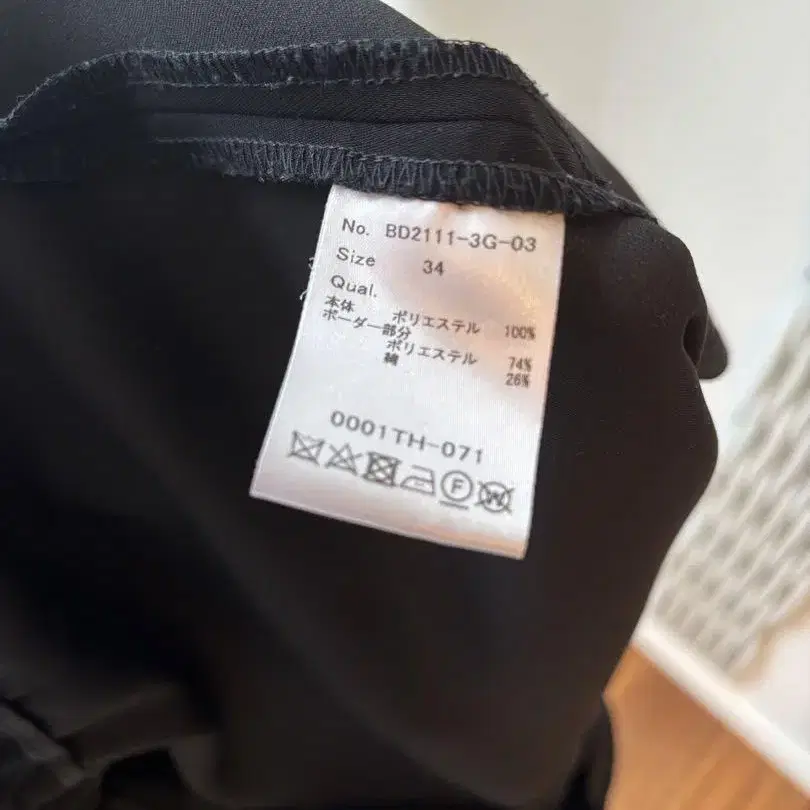 No. BD2111-3G-03
Size 34
Qual.
本体 ポリエステル 100%
ボーダー部分
ポリエステル 74%
綿 26%
0001TH-071
F W